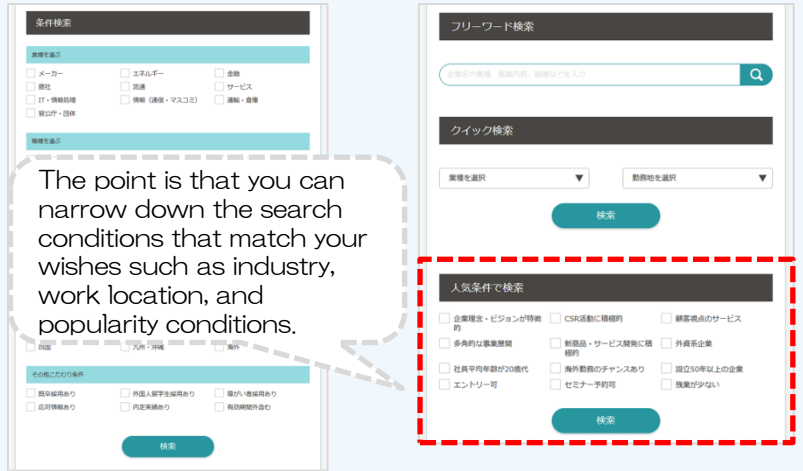 条件検索
業種を選ぶ
メーカー
エネルギー
金融
商社
流通
サービス
IT・情報処理
情報（通信・マスコミ）
運輸・倉庫
官公庁・団体
職種を選ぶ
The point is that you can
narrow down the search
conditions that match your
wishes such as industry,
work location, and
popularity conditions.
四国
九州・沖縄
海外
その他こだわり条件
既卒採用あり
外国人留学生採用あり
障がい者採用あり
応対情報あり
内定実績あり
有効期間外含む
検索
フリーワード検索
企業名や業種、募集内容、職種などを入力
クイック検索
業種を選択
勤務地を選択
検索
人気条件で検索
企業理念・ビジョンが特徴
的
CSR活動に積極的
顧客視点のサービス
多角的な事業展開
新商品・サービス開発に積
極的
外資系企業
社員平均年齢が20歳代
海外勤務のチャンスあり
設立50年以上の企業
エントリー可
セミナー予約可
残業が少ない
検索